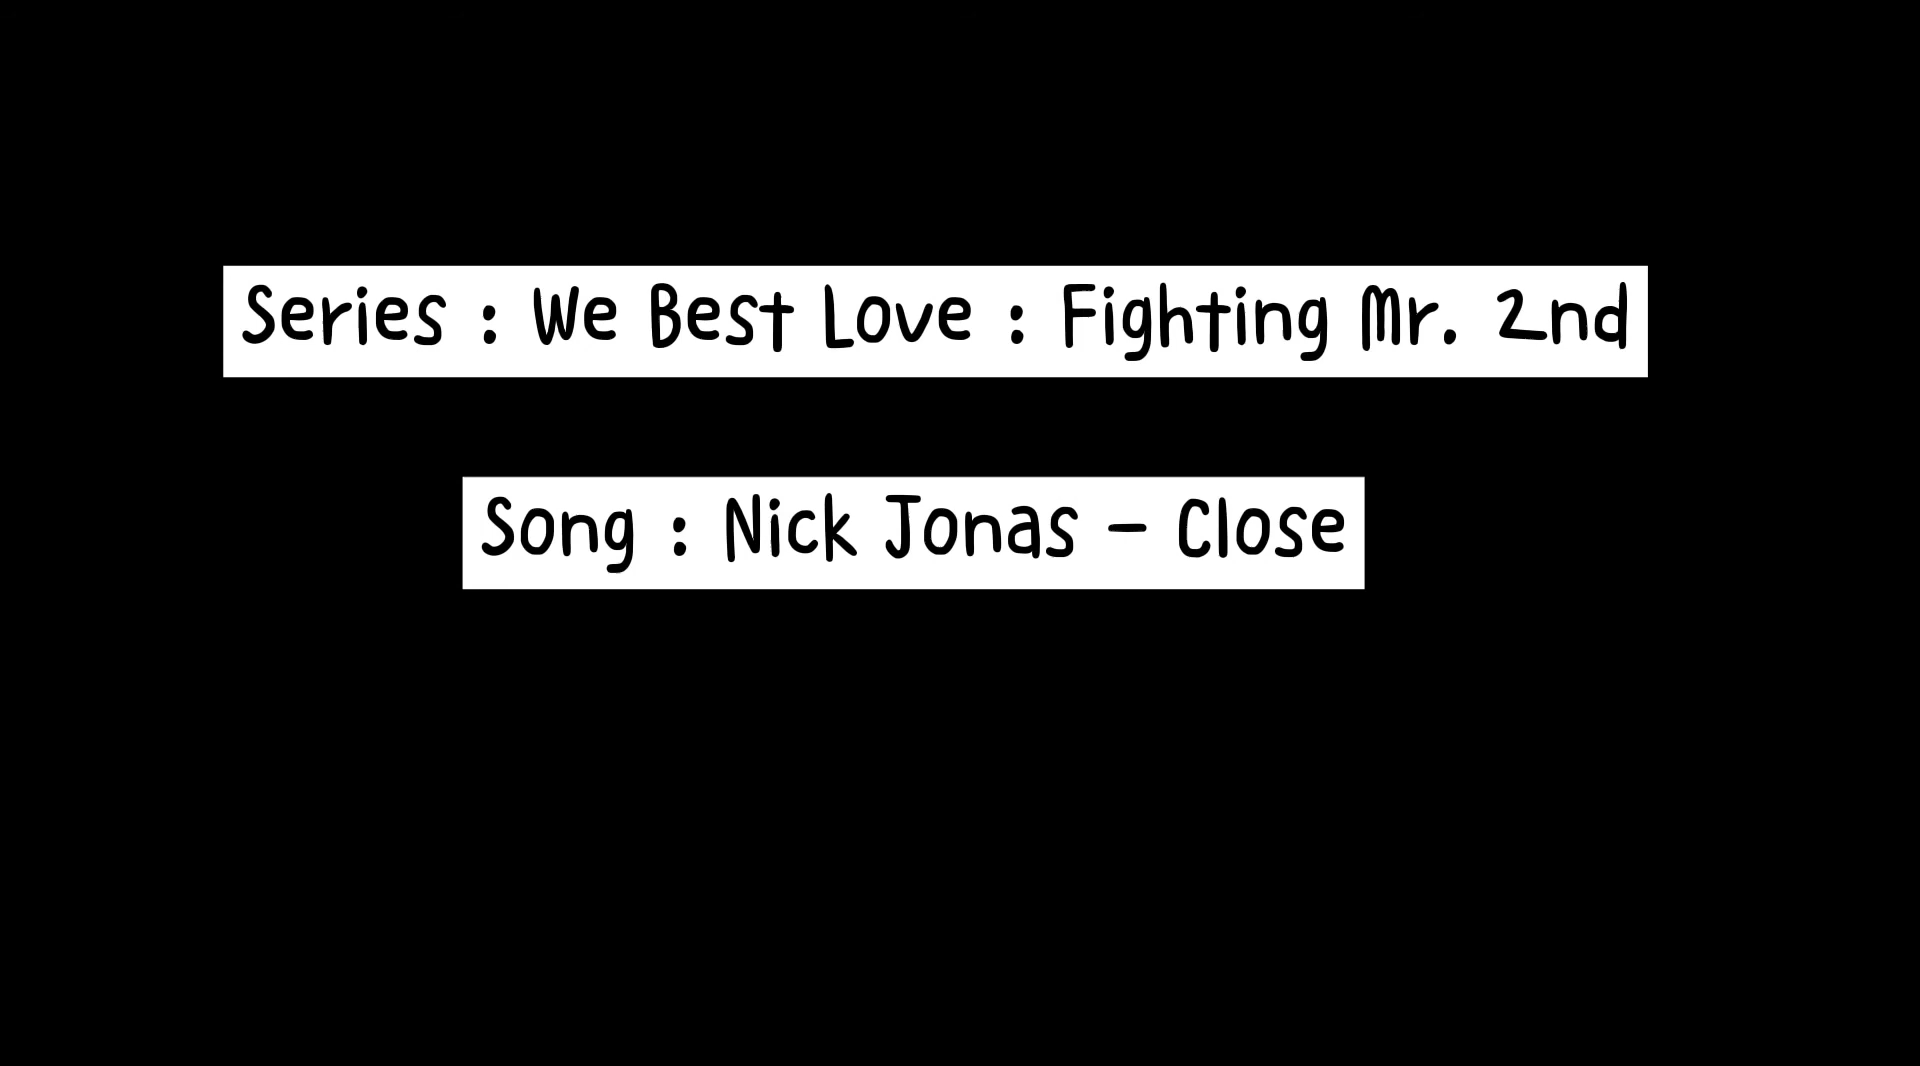 Series : We Best Love : Fighting Mr. 2nd
Song : Nick Jonas - Close